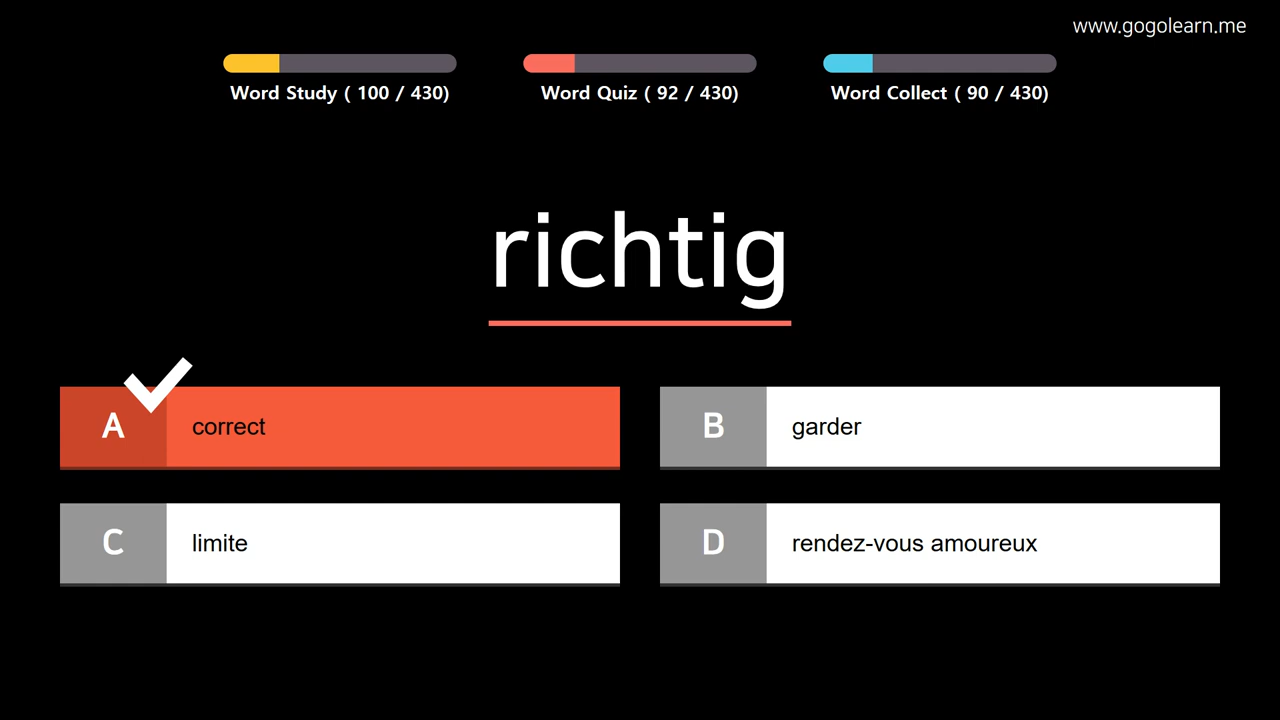 www.gogolearn.me
Word Study ( 100 / 430)
Word Quiz ( 92 / 430)
Word Collect ( 90 / 430)
richtig
A correct
B garder
C limite
D rendez-vous amoureux